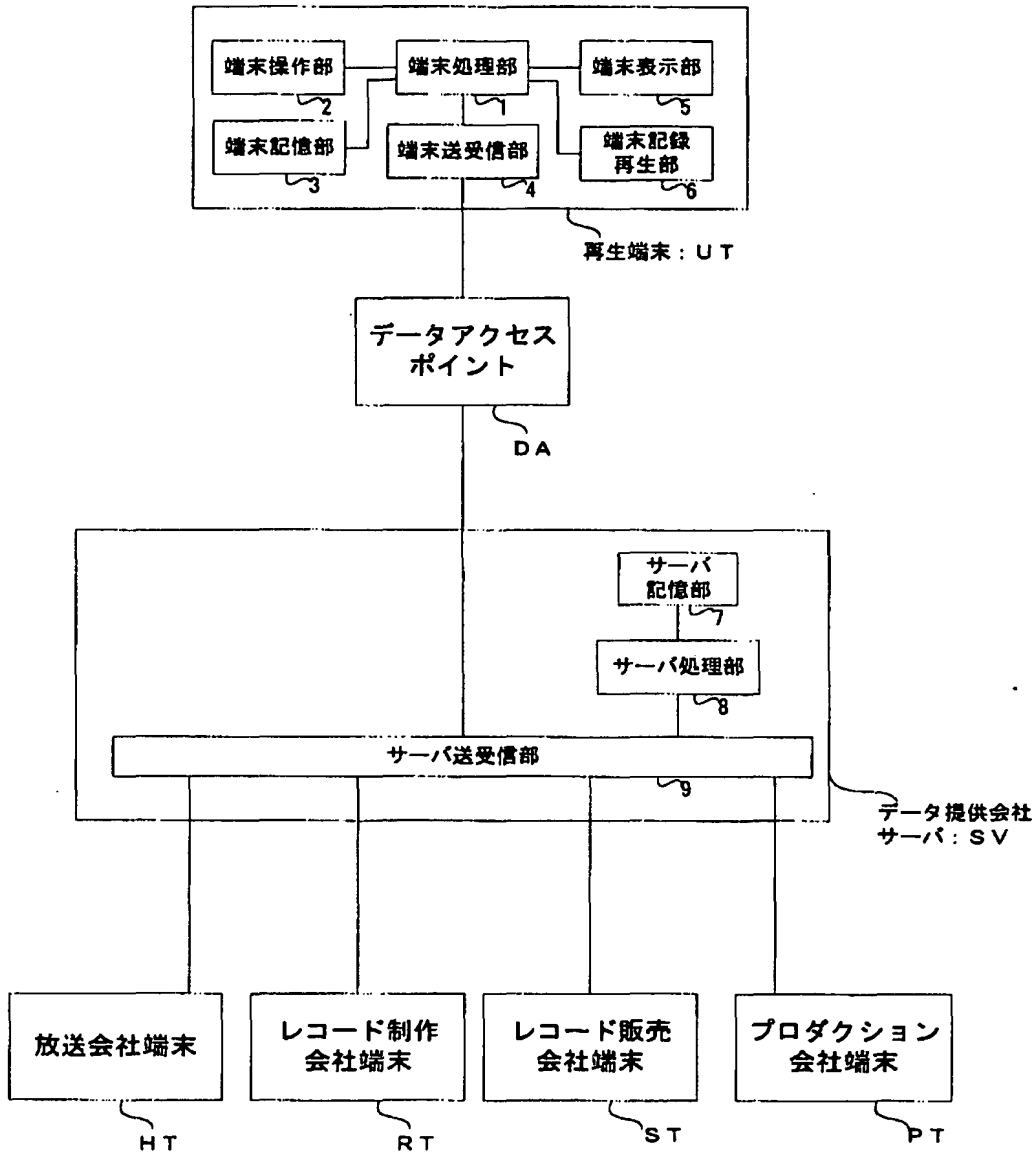 端末操作部
2
端末処理部
1
端末表示部
5
端末記憶部
3
端末送受信部
4
端末記録
再生部
6
再生端末:UT
データアクセス
ポイント
DA
サーバ
記憶部
7
サーバ処理部
8
サーバ送受信部
9
データ提供会社
サーバ:SV
放送会社端末
HT
レコード制作
会社端末
RT
レコード販売
会社端末
ST
プロダクション
会社端末
PT